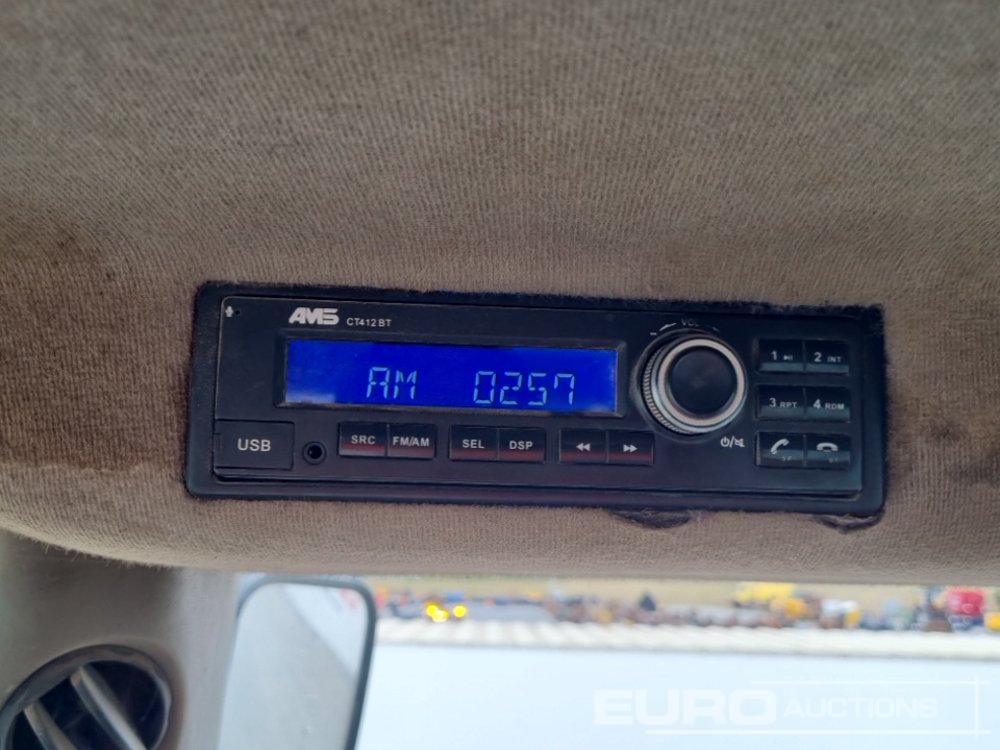 AMS CT412 BT
VOL
AM 0257
1 2 INT
3 RPT 4 RDM
USB SRC FM/AM SEL DSP
EURO AUCTIONS